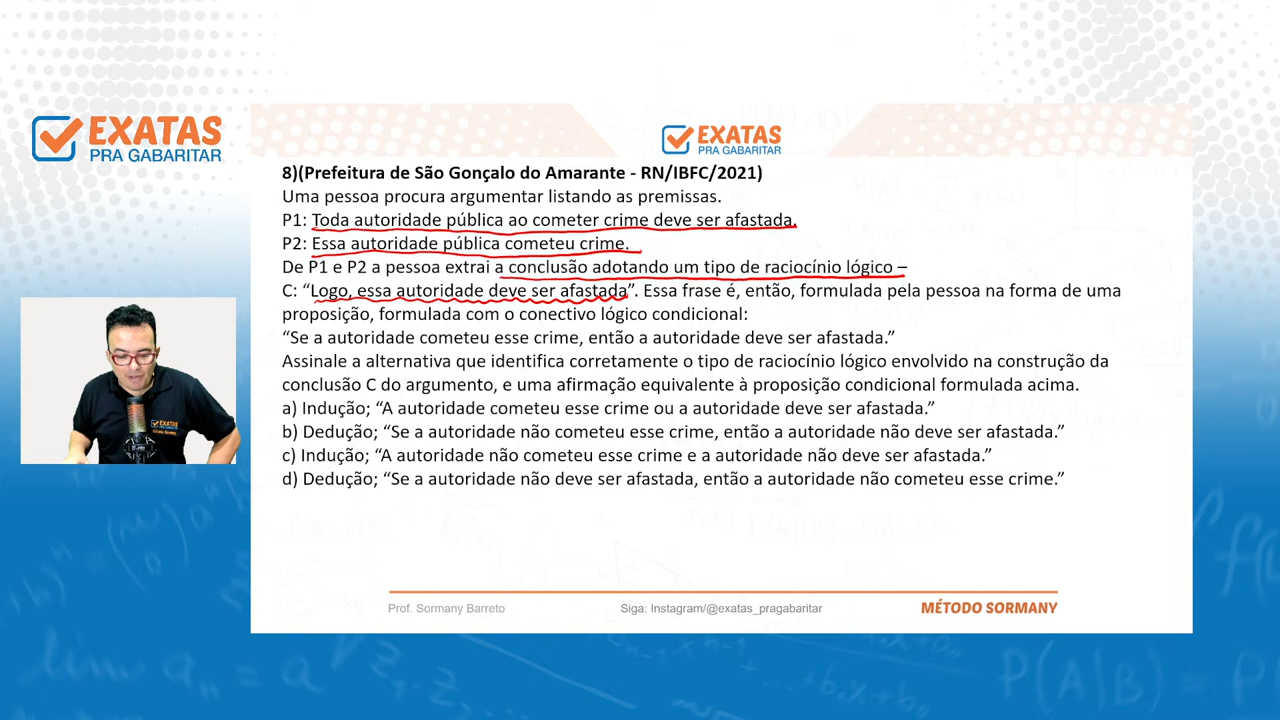 EXATAS
PRA GABARITAR
EXATAS
PRA GABARITAR
8)(Prefeitura de São Gonçalo do Amarante - RN/IBFC/2021)
Uma pessoa procura argumentar listando as premissas.
P1: Toda autoridade pública ao cometer crime deve ser afastada.
P2: Essa autoridade pública cometeu crime.
De P1 e P2 a pessoa extrai a conclusão adotando um tipo de raciocínio lógico –
C: “Logo, essa autoridade deve ser afastada”. Essa frase é, então, formulada pela pessoa na forma de uma
proposição, formulada com o conectivo lógico condicional:
“Se a autoridade cometeu esse crime, então a autoridade deve ser afastada.”
Assinale a alternativa que identifica corretamente o tipo de raciocínio lógico envolvido na construção da
conclusão C do argumento, e uma afirmação equivalente à proposição condicional formulada acima.
a) Indução; “A autoridade cometeu esse crime ou a autoridade deve ser afastada.”
b) Dedução; “Se a autoridade não cometeu esse crime, então a autoridade não deve ser afastada.”
c) Indução; “A autoridade não cometeu esse crime e a autoridade não deve ser afastada.”
d) Dedução; “Se a autoridade não deve ser afastada, então a autoridade não cometeu esse crime.”
Prof. Sormany Barreto
Siga: Instagram/@exatas_pragabaritar
MÉTODO SORMANY